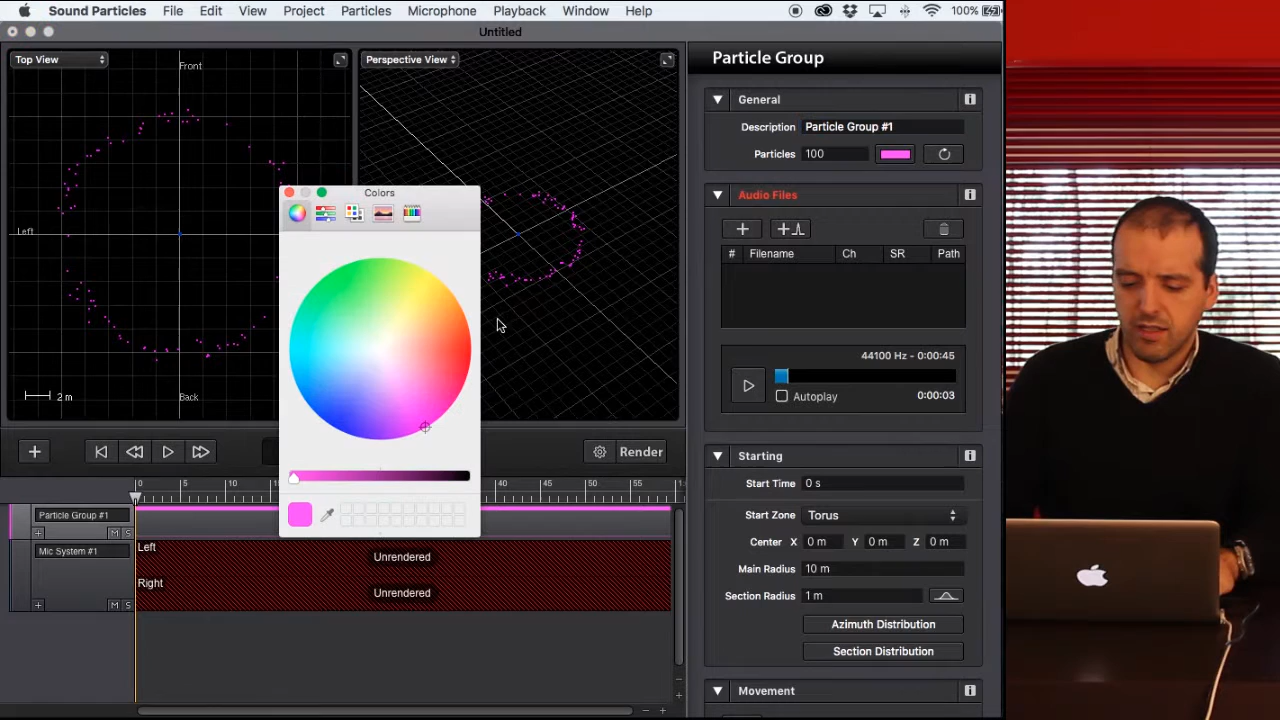 Sound Particles File Edit View Project Particles Microphone Playback Window Help 100%
Untitled
Top View
Front
Left
2 m
Back
Perspective View
Colors
Render
0 5 10 15 40 45 50 55 1:0
Particle Group #1
+ M S
Mic System #1
+ M S
Left
Unrendered
Right
Unrendered
Particle Group
General
Description Particle Group #1
Particles 100
Audio Files
# Filename Ch SR Path
44100 Hz - 0:00:45
Autoplay 0:00:03
Starting
Start Time 0 s
Start Zone Torus
Center X 0 m Y 0 m Z 0 m
Main Radius 10 m
Section Radius 1 m
Azimuth Distribution
Section Distribution
Movement